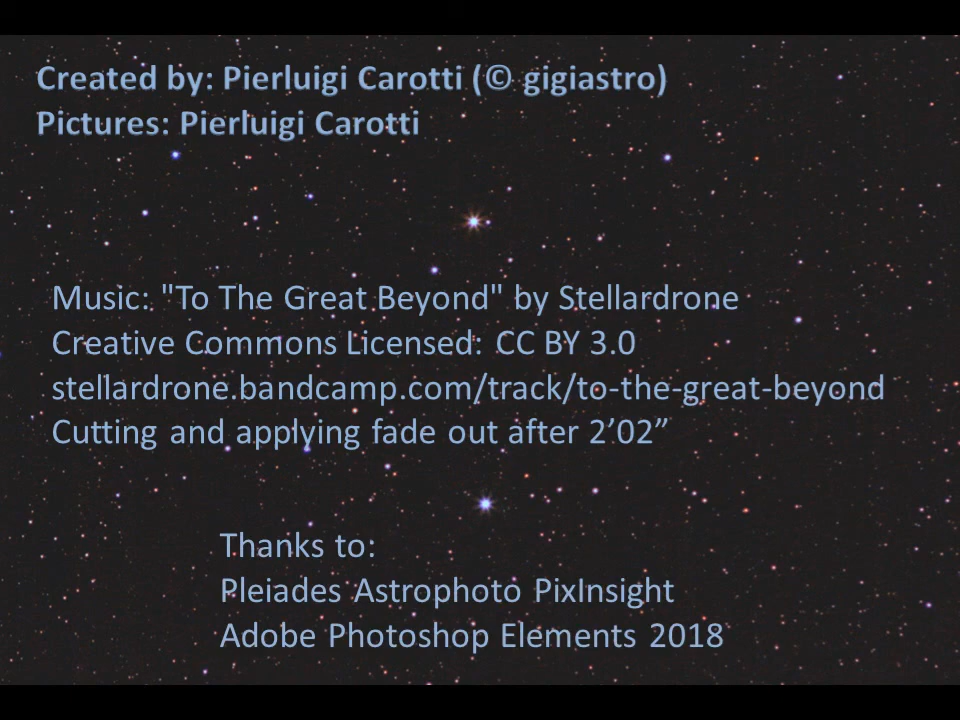 Created by: Pierluigi Carotti (© gigiastro)
Pictures: Pierluigi Carotti
Music: "To The Great Beyond" by Stellardrone
Creative Commons Licensed: CC BY 3.0
stellardrone.bandcamp.com/track/to-the-great-beyond
Cutting and applying fade out after 2’02”
Thanks to:
Pleiades Astrophoto PixInsight
Adobe Photoshop Elements 2018